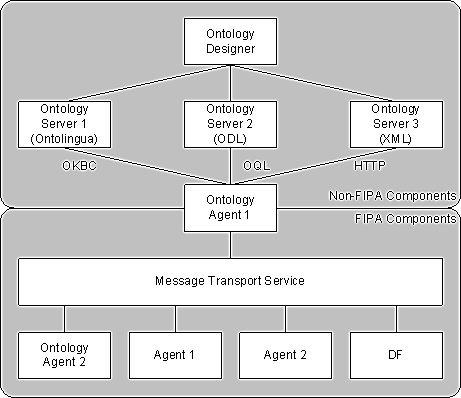 Ontology
Designer
Ontology
Server 1
(Ontolingua)
Ontology
Server 2
(ODL)
Ontology
Server 3
(XML)
OKBC
OQL
HTTP
Ontology
Agent 1
Non-FIPA Components
FIPA Components
Message Transport Service
Ontology
Agent 2
Agent 1
Agent 2
DF